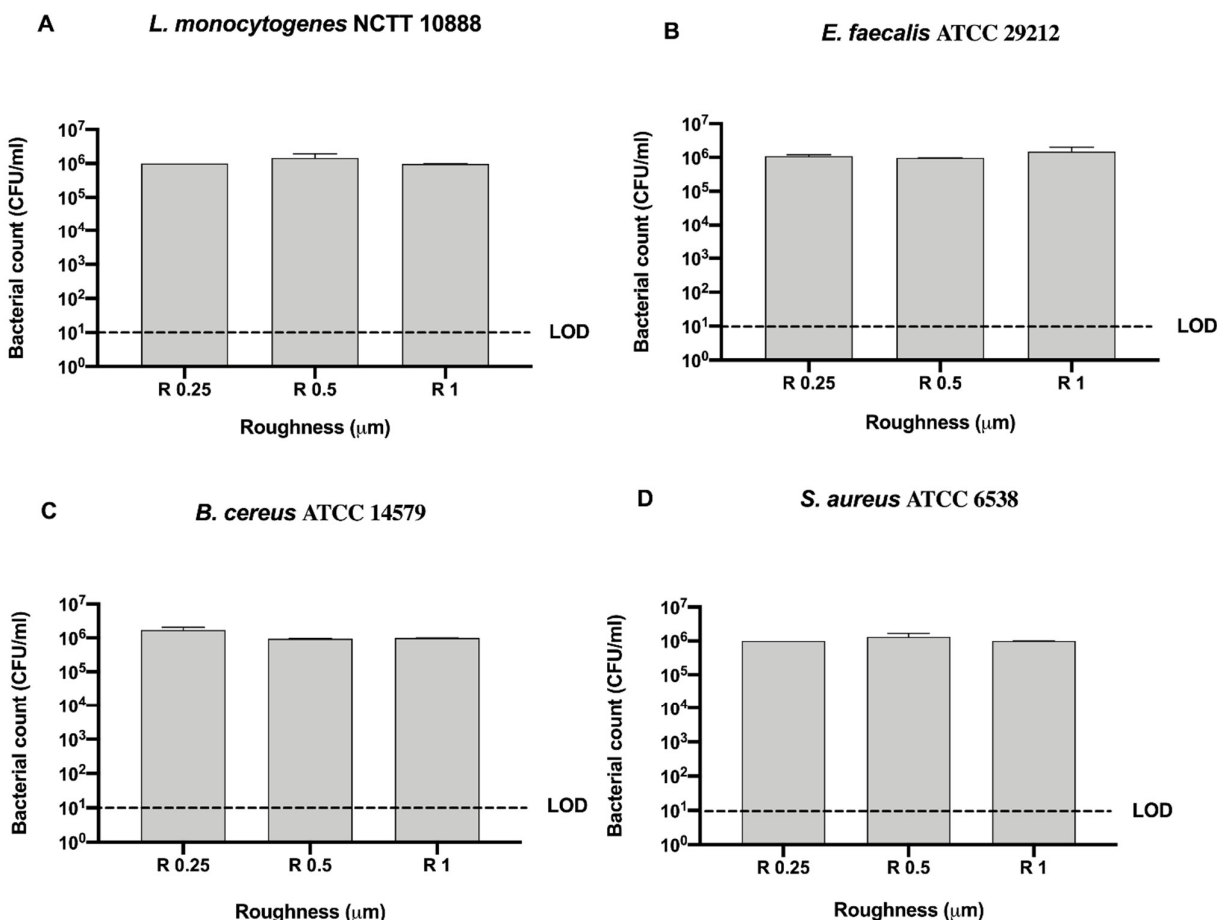 A
L. monocytogenes NCTT 10888
Bacterial count (CFU/ml)
10⁷
10⁶
10⁵
10⁴
10³
10²
10¹
10⁰
LOD
R 0.25 R 0.5 R 1
Roughness (μm)
B
E. faecalis ATCC 29212
Bacterial count (CFU/ml)
10⁷
10⁶
10⁵
10⁴
10³
10²
10¹
10⁰
LOD
R 0.25 R 0.5 R 1
Roughness (μm)
C
B. cereus ATCC 14579
Bacterial count (CFU/ml)
10⁷
10⁶
10⁵
10⁴
10³
10²
10¹
10⁰
LOD
R 0.25 R 0.5 R 1
Roughness (μm)
D
S. aureus ATCC 6538
Bacterial count (CFU/ml)
10⁷
10⁶
10⁵
10⁴
10³
10²
10¹
10⁰
LOD
R 0.25 R 0.5 R 1
Roughness (μm)